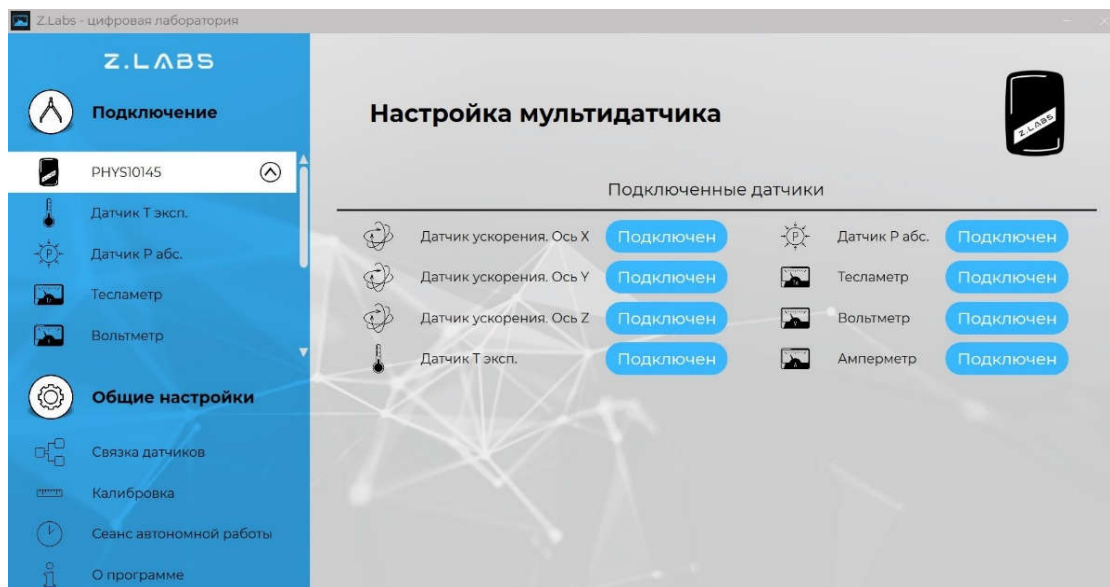 Z.Labs - цифровая лаборатория
Z.LABS
Подключение
PHYS10145
Датчик Т эксп.
Датчик Р абс.
Тесламетр
Вольтметр
Общие настройки
Связка датчиков
Калибровка
Сеанс автономной работы
О программе
Настройка мультидатчика
Z.LABS
Подключенные датчики
Датчик ускорения. Ось X Подключен
Датчик ускорения. Ось Y Подключен
Датчик ускорения. Ось Z Подключен
Датчик Т эксп. Подключен
Датчик Р абс. Подключен
Тесламетр Подключен
Вольтметр Подключен
Амперметр Подключен